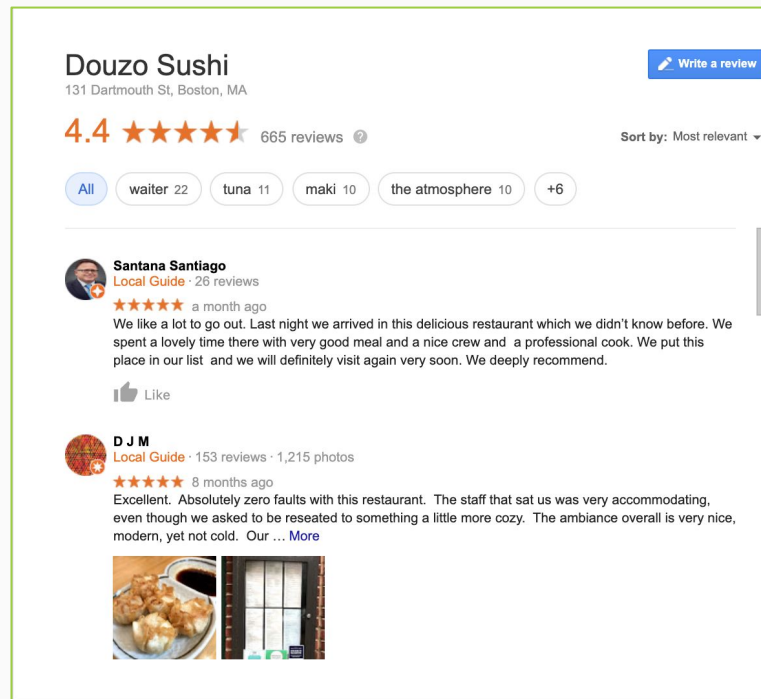 Douzo Sushi
131 Dartmouth St, Boston, MA
Write a review
4.4 665 reviews ?
Sort by: Most relevant
All
waiter 22
tuna 11
maki 10
the atmosphere 10
+6
Santana Santiago
Local Guide · 26 reviews
a month ago
We like a lot to go out. Last night we arrived in this delicious restaurant which we didn't know before. We
spent a lovely time there with very good meal and a nice crew and  a professional cook. We put this
place in our list  and we will definitely visit again very soon. We deeply recommend.
Like
D J M
Local Guide · 153 reviews · 1,215 photos
8 months ago
Excellent.  Absolutely zero faults with this restaurant.  The staff that sat us was very accommodating,
even though we asked to be reseated to something a little more cozy.  The ambiance overall is very nice,
modern, yet not cold.  Our … More